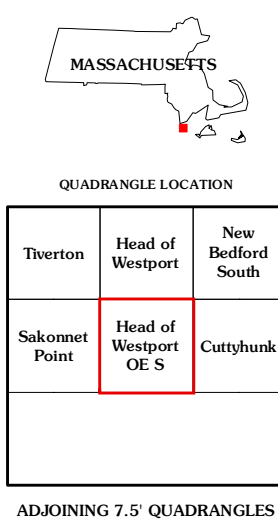 MASSACHUSETTS
QUADRANGLE LOCATION
Tiverton
Head of
Westport
New
Bedford
South
Sakonnet
Point
Head of
Westport
OE S
Cuttyhunk
ADJOINING 7.5' QUADRANGLES